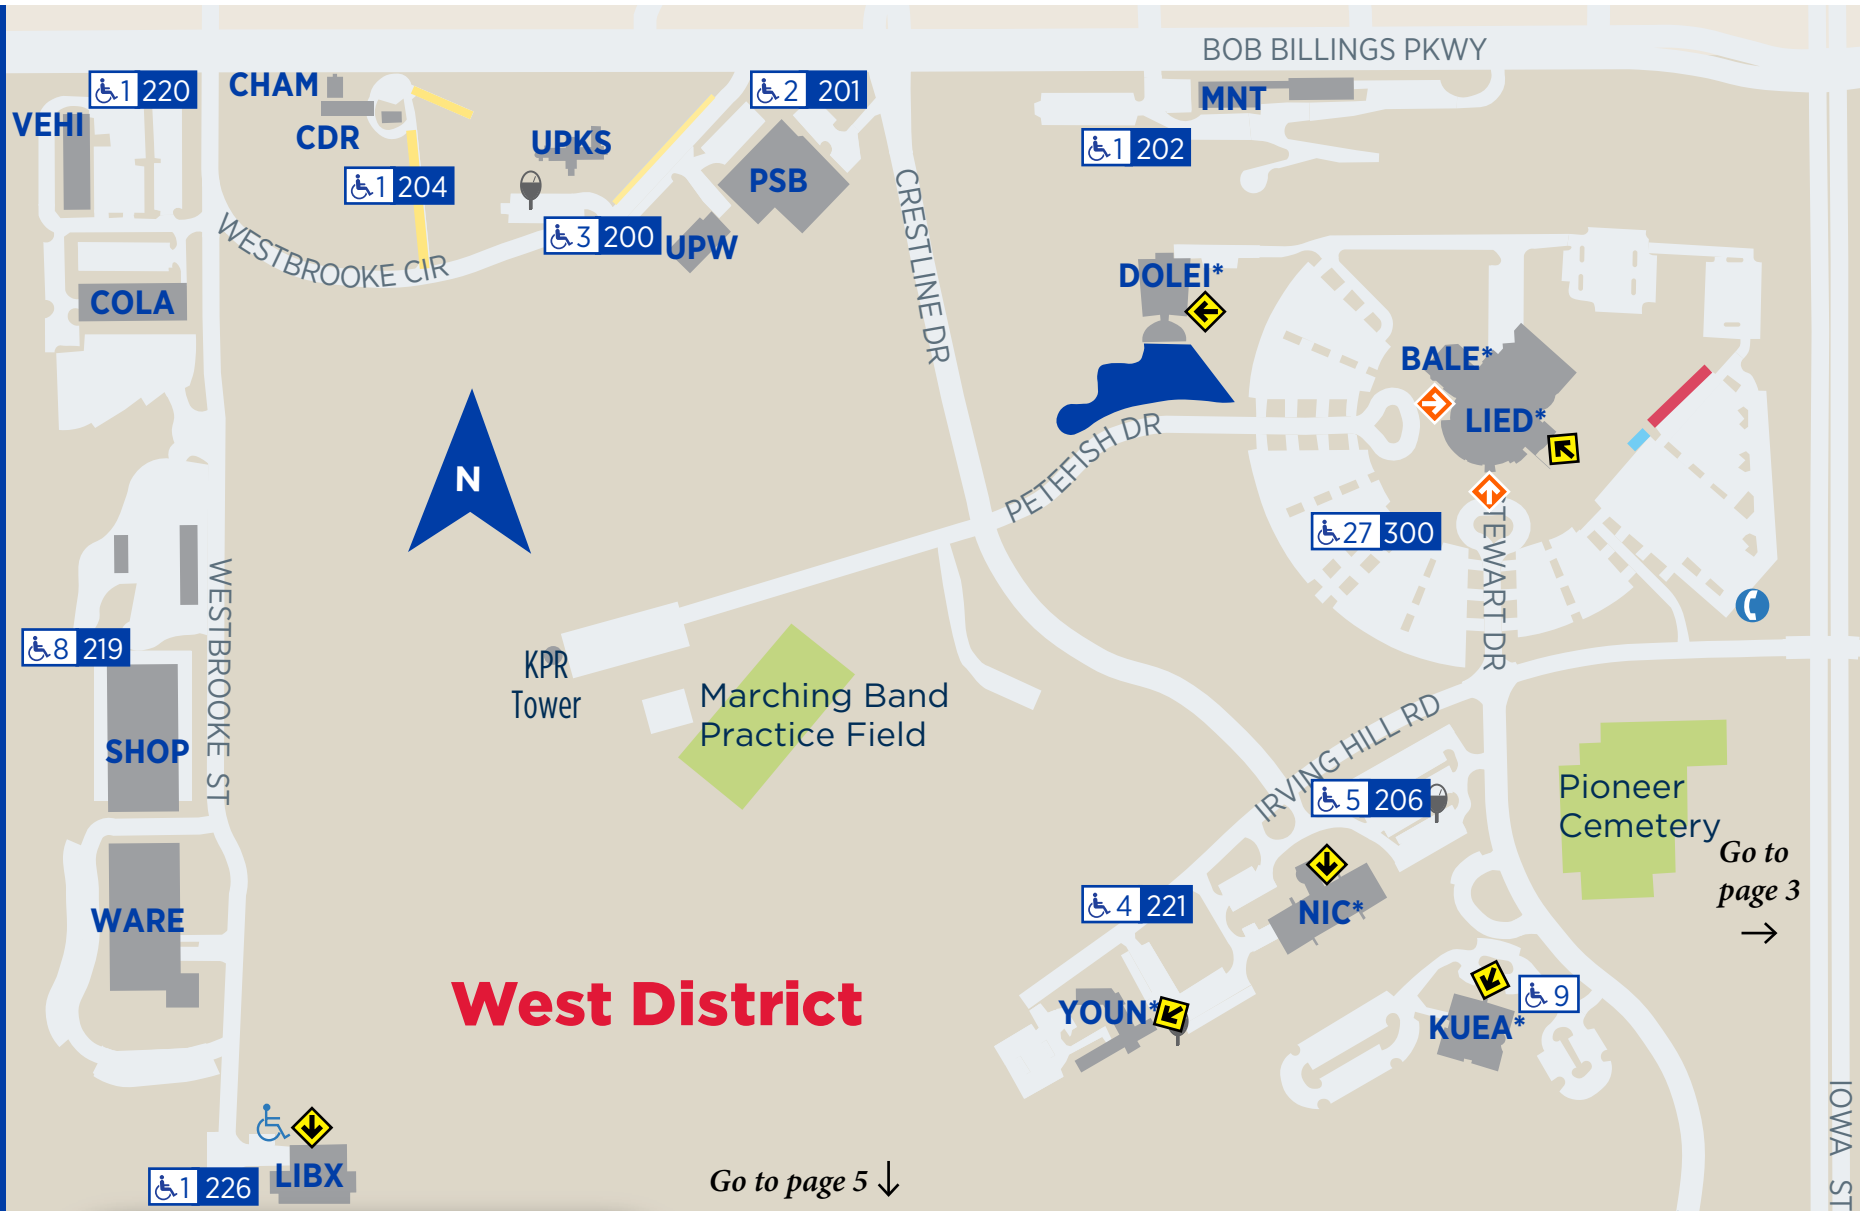 BOB BILLINGS PKWY
1 220
CHAM
2 201
MNT
VEHI
CDR
UPKS
1 202
1 204
PSB
CRESTLINE DR
WESTBROOKE CIR
3 200
UPW
DOLEI*
COLA
BALE*
LIED*
PETEFISH DR
N
27 300
TEWART DR
WESTBROOKE ST
8 219
KPR
Tower
Marching Band
Practice Field
SHOP
IRVING HILL RD
5 206
Pioneer
Cemetery
Go to
page 3
→
WARE
4 221
NIC*
West District
YOUN*
9
KUEA*
IOWA ST
LIBX
1 226
Go to page 5 ↓